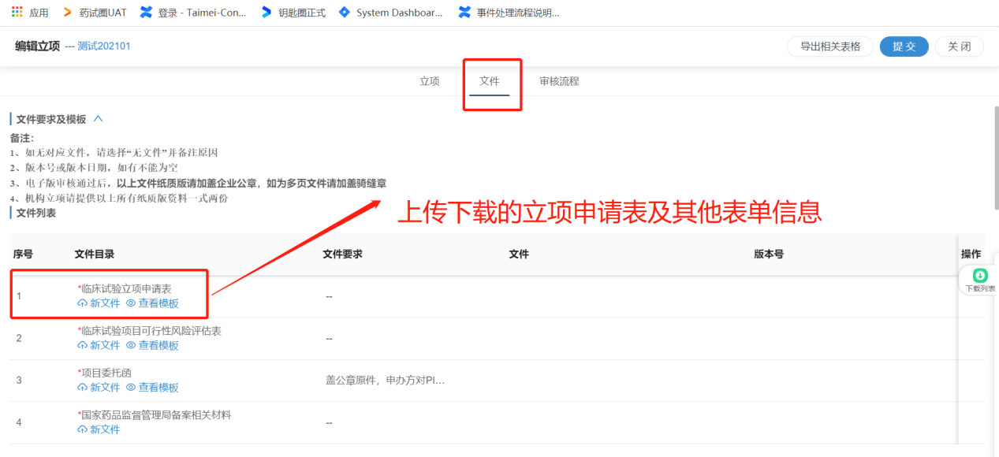 应用 药试圈UAT 登录 - Taimei-Con... 钥匙圈正式 System Dashboar... 事件处理流程说明...
编辑立项 --- 测试202101 导出相关表格 提 交 关 闭
立项 文件 审核流程
文件要求及模板
备注:
1、如无对应文件，请选择“无文件”并备注原因
2、版本号或版本日期，如有不能为空
3、电子版审核通过后，以上文件纸质版请加盖企业公章，如为多页文件请加盖骑缝章
4、机构立项请提供以上所有纸质版资料一式两份
文件列表
上传下载的立项申请表及其他表单信息
序号 文件目录 文件要求 文件 版本号 操作
1 *临床试验立项申请表 --
新文件 查看模板
下载列表
2 *临床试验项目可行性风险评估表 --
新文件 查看模板
3 *项目委托函 盖公章原件，申办方对PI...
新文件 查看模板
4 *国家药品监督管理局备案相关材料 --
新文件